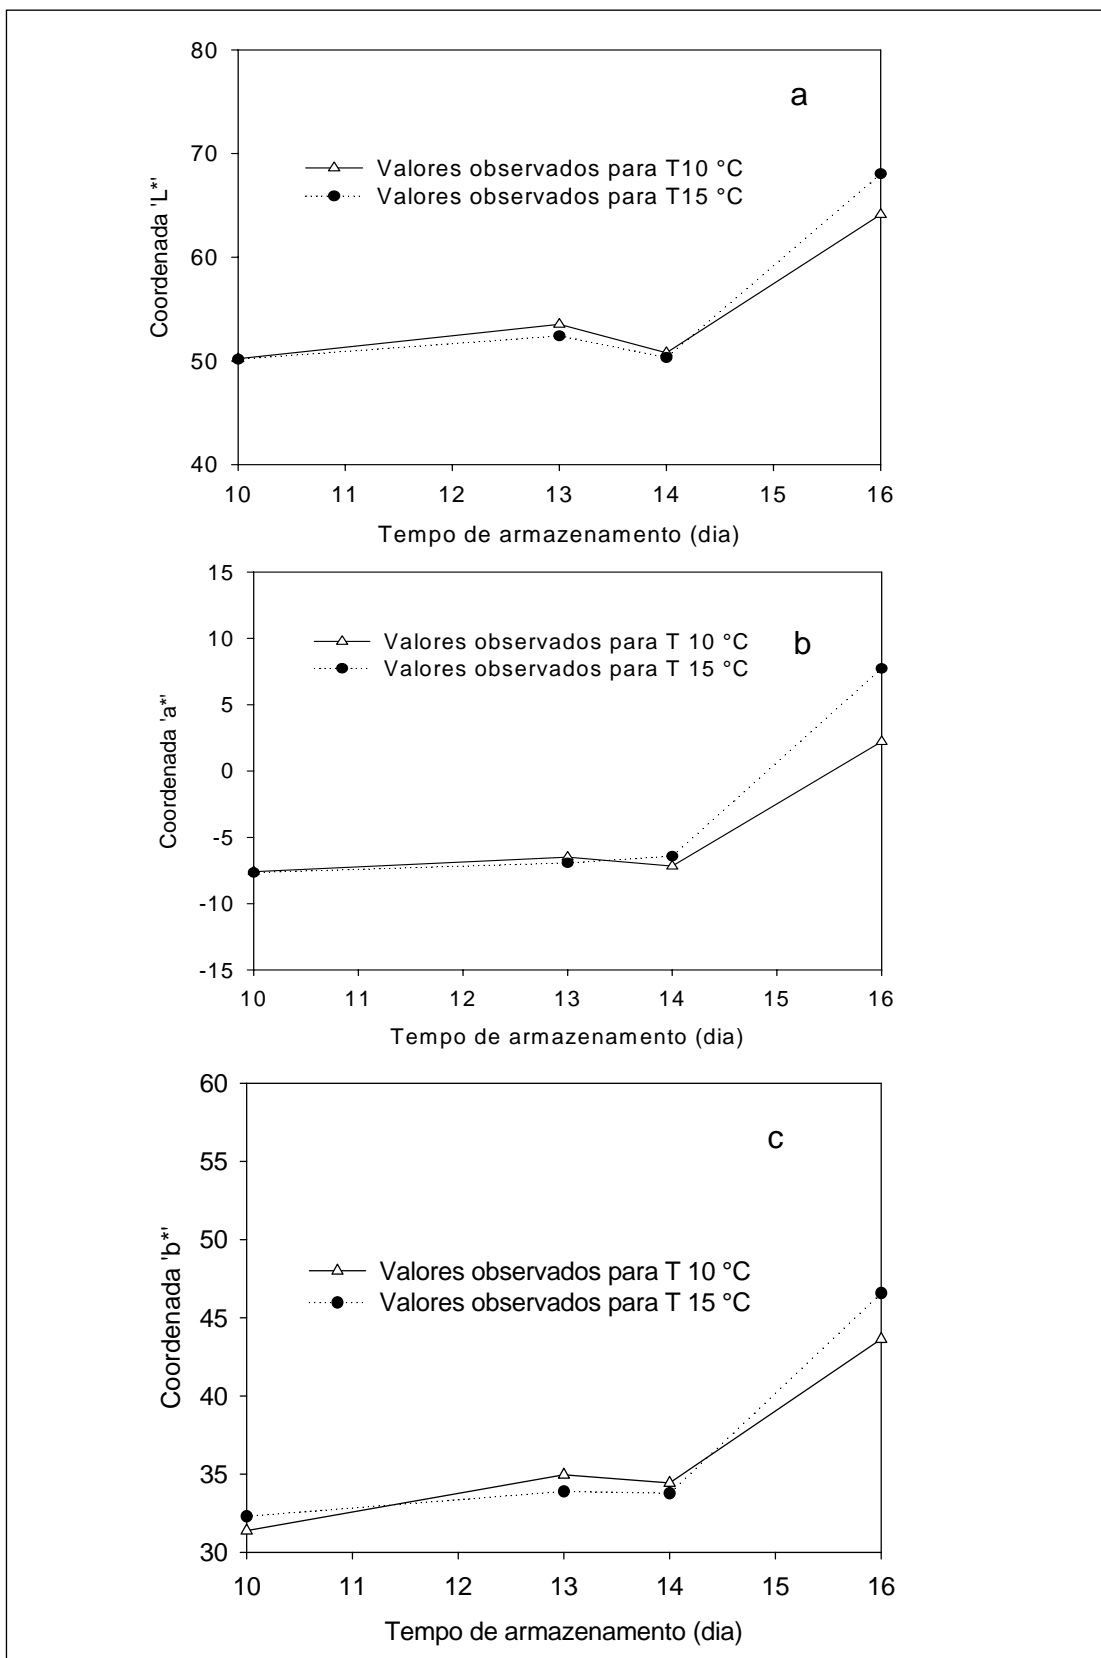 80
a
70
Valores observados para T10 °C
Valores observados para T15 °C
60
50
40
Coordenada 'L*'
10 11 12 13 14 15 16
Tempo de armazenamento (dia)
15
10
Valores observados para T 10 °C
b
Valores observados para T 15 °C
5
0
-5
-10
-15
Coordenada 'a*'
10 11 12 13 14 15 16
Tempo de armazenamento (dia)
60
c
55
50
Valores observados para T 10 °C
Valores observados para T 15 °C
45
40
35
30
Coordenada 'b*'
10 11 12 13 14 15 16
Tempo de armazenamento (dia)